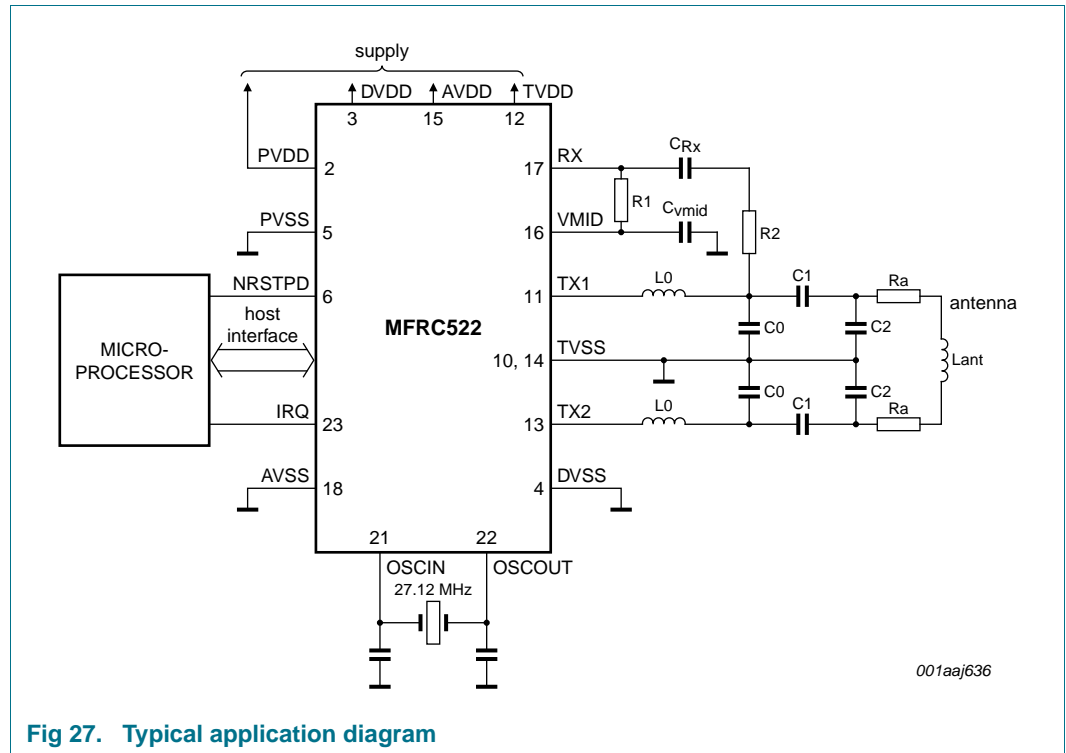 supply
DVDD
AVDD
TVDD
3
15
12
PVDD
2
17
RX
CRx
R1
PVSS
5
16
VMID
Cvmid
R2
NRSTPD
6
11
TX1
L0
C1
Ra
antenna
host
interface
MFRC522
MICRO-
PROCESSOR
C0
C2
10, 14
TVSS
Lant
C0
C2
IRQ
23
13
TX2
L0
C1
Ra
AVSS
18
4
DVSS
21
22
OSCIN
OSCOUT
27.12 MHz
001aaj636
Fig 27. Typical application diagram